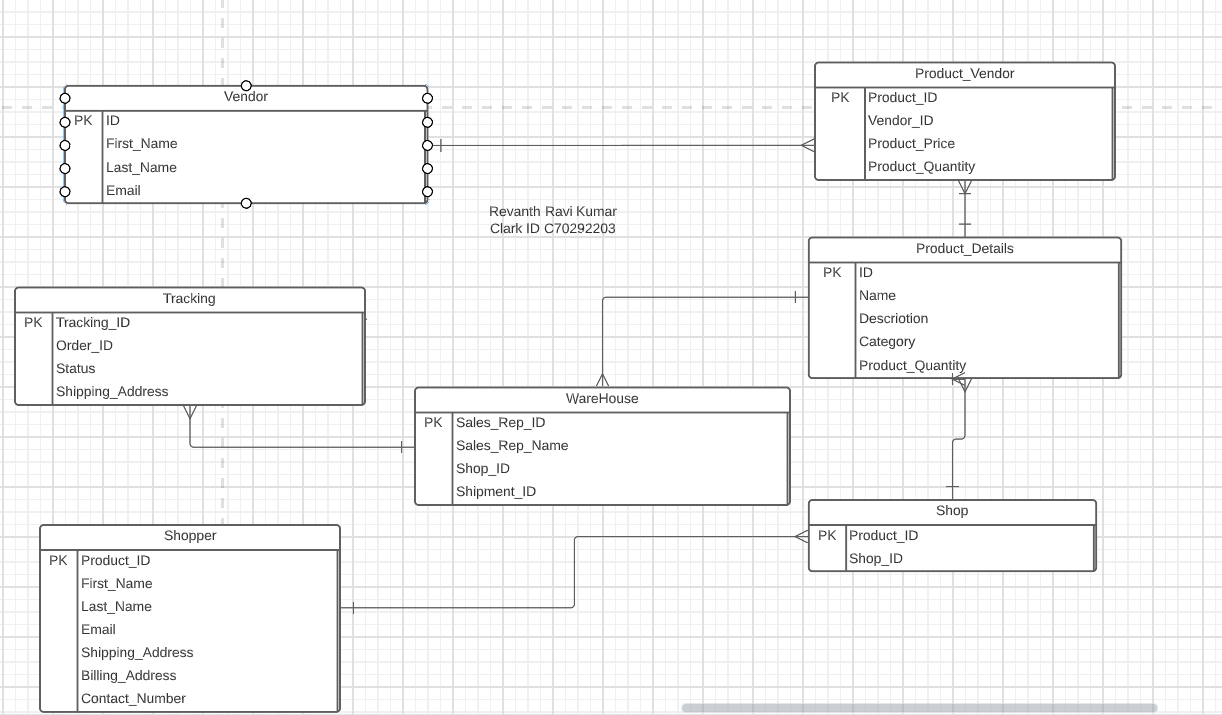 Vendor
PK ID
First_Name
Last_Name
Email
Product_Vendor
PK Product_ID
Vendor_ID
Product_Price
Product_Quantity
Revanth Ravi Kumar
Clark ID C70292203
Product_Details
PK ID
Name
Descriotion
Category
Product_Quantity
Tracking
PK Tracking_ID
Order_ID
Status
Shipping_Address
WareHouse
PK Sales_Rep_ID
Sales_Rep_Name
Shop_ID
Shipment_ID
Shopper
PK Product_ID
First_Name
Last_Name
Email
Shipping_Address
Billing_Address
Contact_Number
Shop
PK Product_ID
Shop_ID